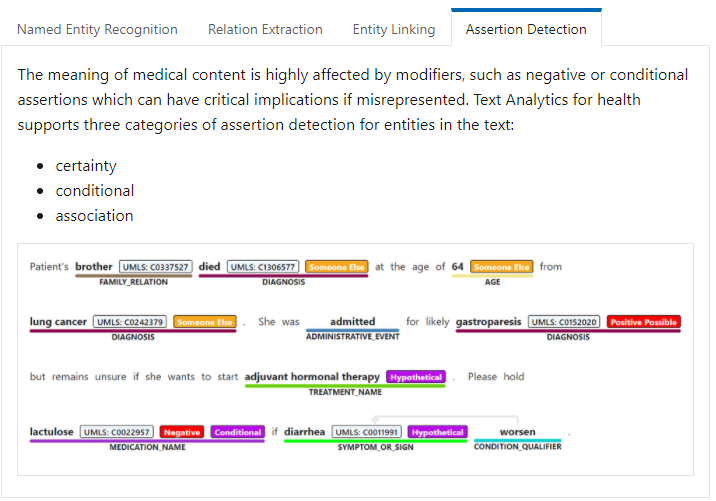 Named Entity Recognition Relation Extraction Entity Linking Assertion Detection
The meaning of medical content is highly affected by modifiers, such as negative or conditional
assertions which can have critical implications if misrepresented. Text Analytics for health
supports three categories of assertion detection for entities in the text:
• certainty
• conditional
• association
Patient's brother UMLS: C0337527 died UMLS: C1306577 Someone Else at the age of 64 Someone Else from
FAMILY_RELATION DIAGNOSIS AGE
lung cancer UMLS: C0242379 Someone Else . She was admitted for likely gastroparesis UMLS: C0152020 Positive Possible
DIAGNOSIS ADMINISTRATIVE_EVENT DIAGNOSIS
but remains unsure if she wants to start adjuvant hormonal therapy Hypothetical . Please hold
TREATMENT_NAME
lactulose UMLS: C0022957 Negative Conditional if diarrhea UMLS: C0011991 Hypothetical worsen .
MEDICATION_NAME SYMPTOM_OR_SIGN CONDITION_QUALIFIER